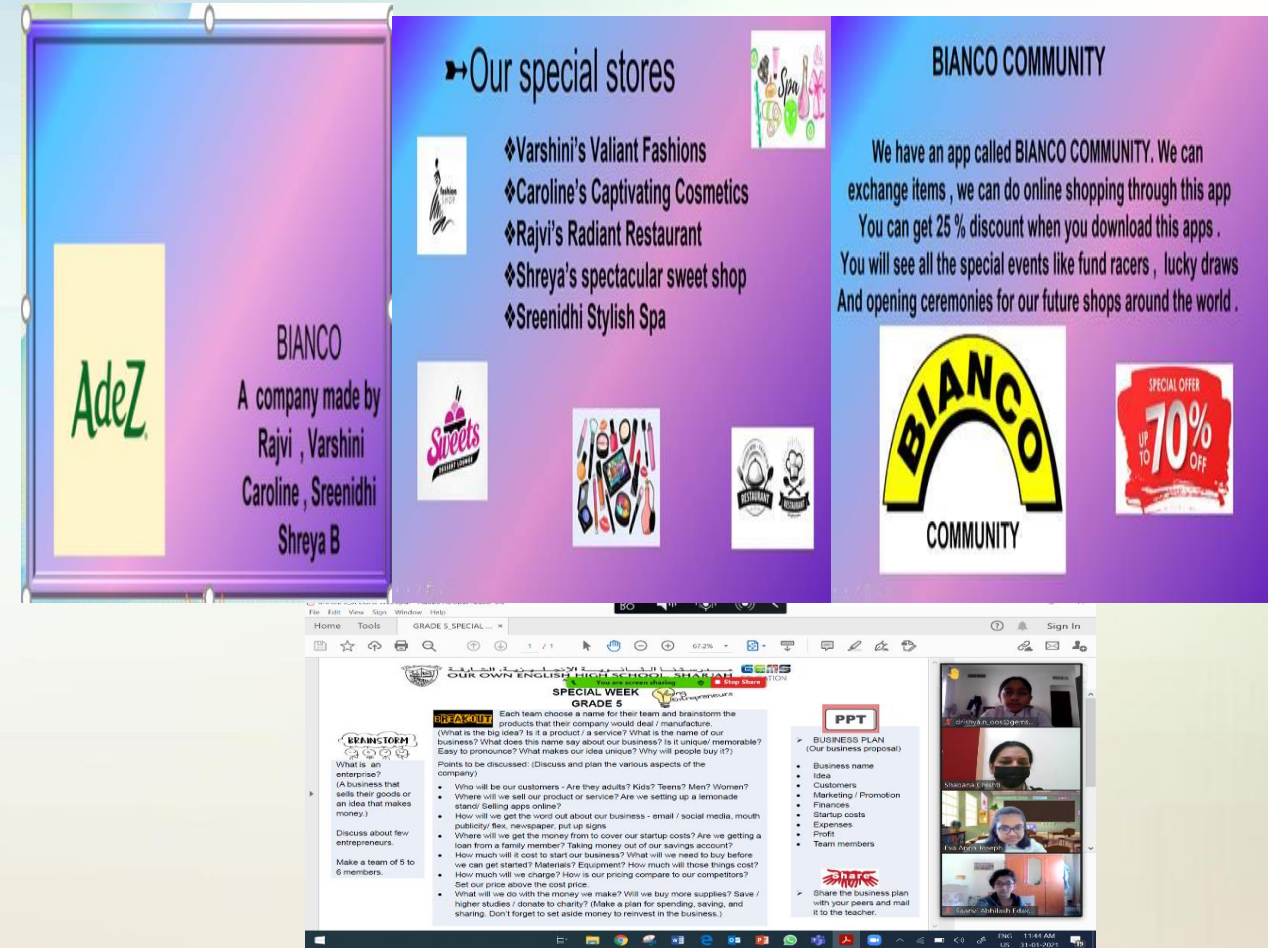 AdeZ
BIANCO
A company made by
Rajvi , Varshini
Caroline , Sreenidhi
Shreya B
Our special stores
Spa
fashion
SHOP
❖Varshini's Valiant Fashions
❖Caroline's Captivating Cosmetics
❖Rajvi's Radiant Restaurant
❖Shreya's spectacular sweet shop
❖Sreenidhi Stylish Spa
Sweets
DESSERT LOUNGE
RESTAURANT
RESTAURANT
BIANCO COMMUNITY
We have an app called BIANCO COMMUNITY. We can
exchange items , we can do online shopping through this app
You can get 25 % discount when you download this apps .
You will see all the special events like fund racers , lucky draws
And opening ceremonies for our future shops around the world .
BIANCO
COMMUNITY
SPECIAL OFFER
UP TO 70% OFF
File Edit View Sign Window Help
Home Tools GRADE 5_SPECIAL ... × Sign In
1 / 1 67.2%
OUR OWN ENGLISH HIGH SCHOOL, SHARJAH
GEMS
You are screen sharing Stop Share
SPECIAL WEEK
GRADE 5
Entrepreneurs
BRAINSTORM
What is an
enterprise?
(A business that
sells their goods or
an idea that makes
money.)
Discuss about few
entrepreneurs.
Make a team of 5 to
6 members.
BREAKOUT Each team choose a name for their team and brainstorm the
products that their company would deal / manufacture.
(What is the big idea? Is it a product / a service? What is the name of our
business? What does this name say about our business? Is it unique/ memorable?
Easy to pronounce? What makes our idea unique? Why will people buy it?)
Points to be discussed: (Discuss and plan the various aspects of the
company)
• Who will be our customers - Are they adults? Kids? Teens? Men? Women?
• Where will we sell our product or service? Are we setting up a lemonade
stand/ Selling apps online?
• How will we get the word out about our business - email / social media, mouth
publicity/ flex, newspaper, put up signs
• Where will we get the money from to cover our startup costs? Are we getting a
loan from a family member? Taking money out of our savings account?
• How much will it cost to start our business? What will we need to buy before
we can get started? Materials? Equipment? How much will those things cost?
• How much will we charge? How is our pricing compare to our competitors?
Set our price above the cost price.
• What will we do with the money we make? Will we buy more supplies? Save /
higher studies / donate to charity? (Make a plan for spending, saving, and
sharing. Don't forget to set aside money to reinvest in the business.)
PPT
➢ BUSINESS PLAN
(Our business proposal)
• Business name
• Idea
• Customers
• Marketing / Promotion
• Finances
• Startup costs
• Expenses
• Profit
• Team members
➢ Share the business plan
with your peers and mail
it to the teacher.
drishya.n_oos@gems...
Shabana Chishti
Eva Anna Joseph
Saanvi Abhilash Edak...
ENG 11:44 AM
US 31-01-2021